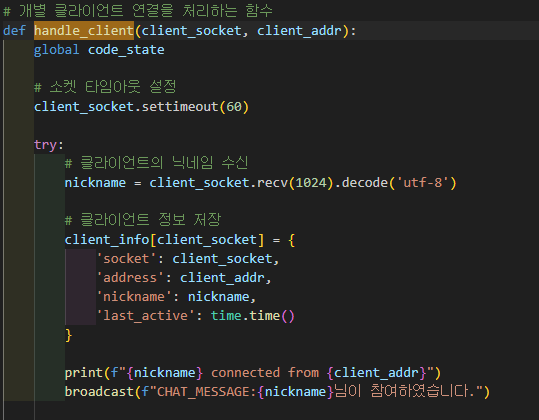 # 개별 클라이언트 연결을 처리하는 함수
def handle_client(client_socket, client_addr):
    global code_state

    # 소켓 타임아웃 설정
    client_socket.settimeout(60)

    try:
        # 클라이언트의 닉네임 수신
        nickname = client_socket.recv(1024).decode('utf-8')

        # 클라이언트 정보 저장
        client_info[client_socket] = {
            'socket': client_socket,
            'address': client_addr,
            'nickname': nickname,
            'last_active': time.time()
        }

        print(f"{nickname} connected from {client_addr}")
        broadcast(f"CHAT_MESSAGE:{nickname}님이 참여하였습니다.")